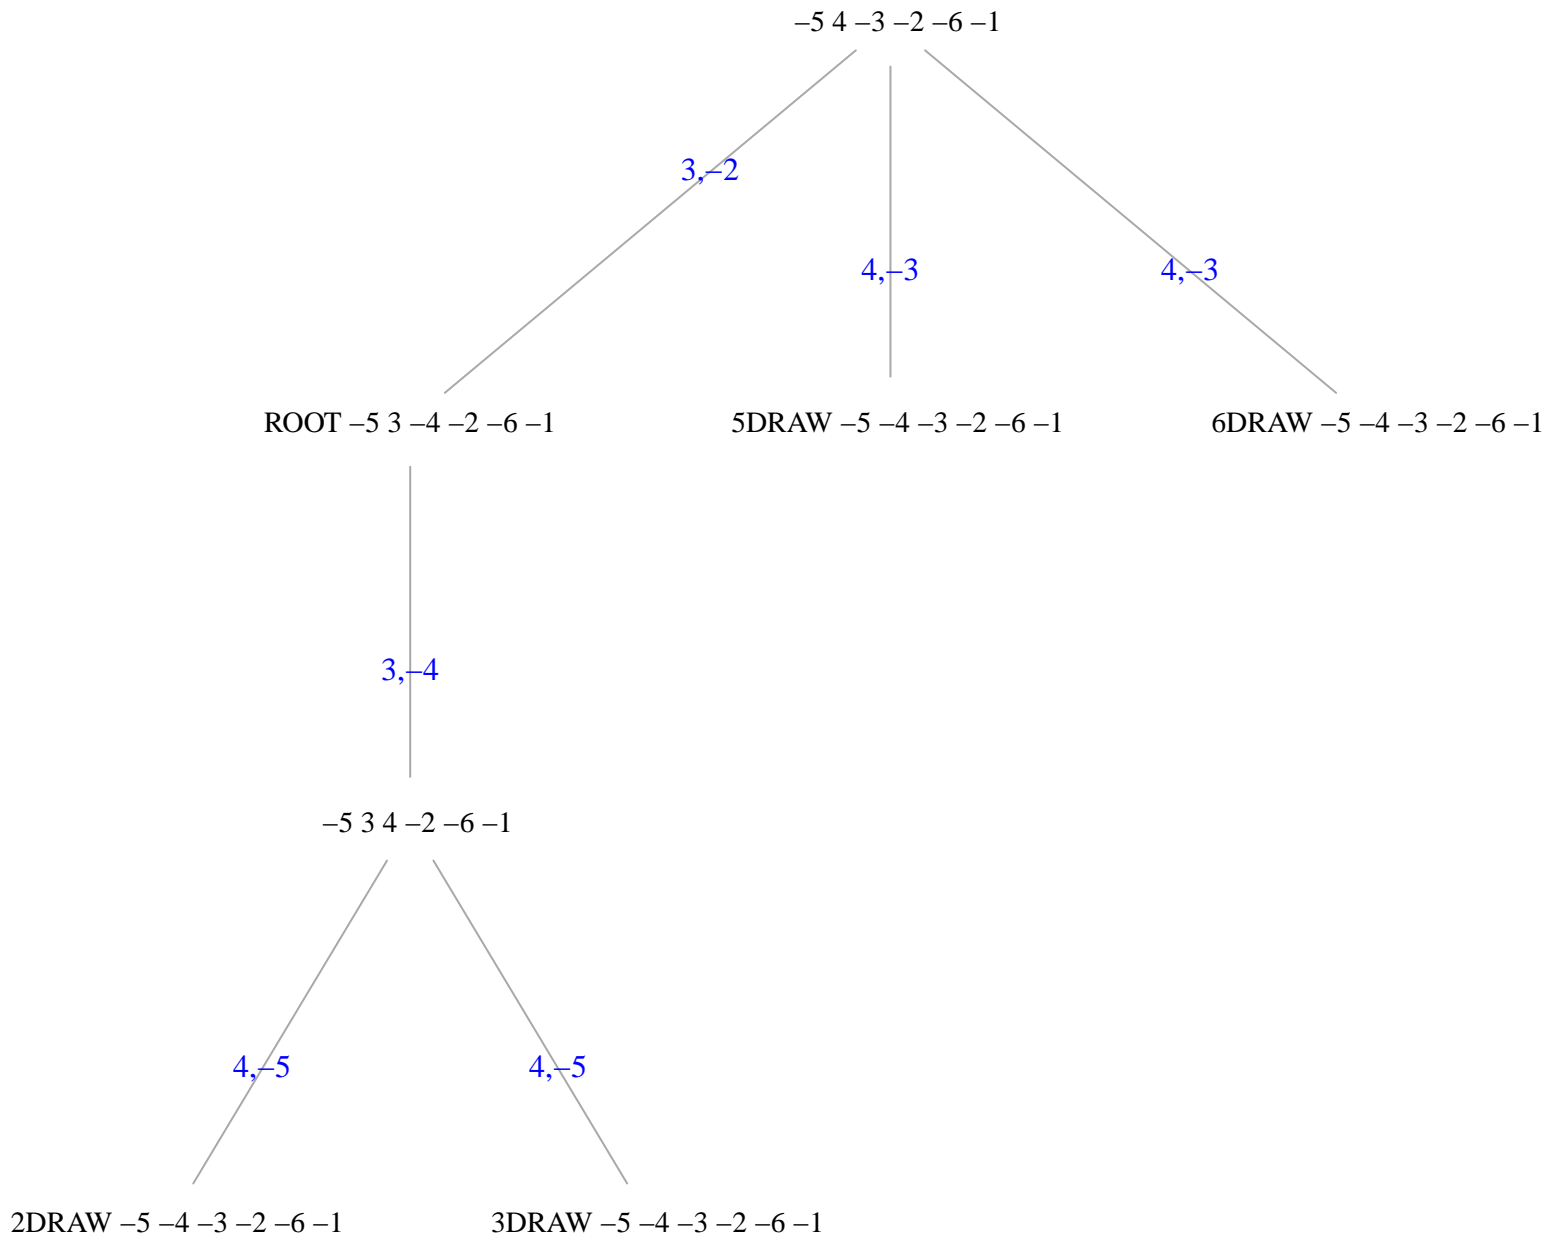 –5 4 –3 –2 –6 –1
3,–2
4,–3
4,–3
ROOT –5 3 –4 –2 –6 –1
5DRAW –5 –4 –3 –2 –6 –1
6DRAW –5 –4 –3 –2 –6 –1
3,–4
–5 3 4 –2 –6 –1
4,–5
4,–5
2DRAW –5 –4 –3 –2 –6 –1
3DRAW –5 –4 –3 –2 –6 –1